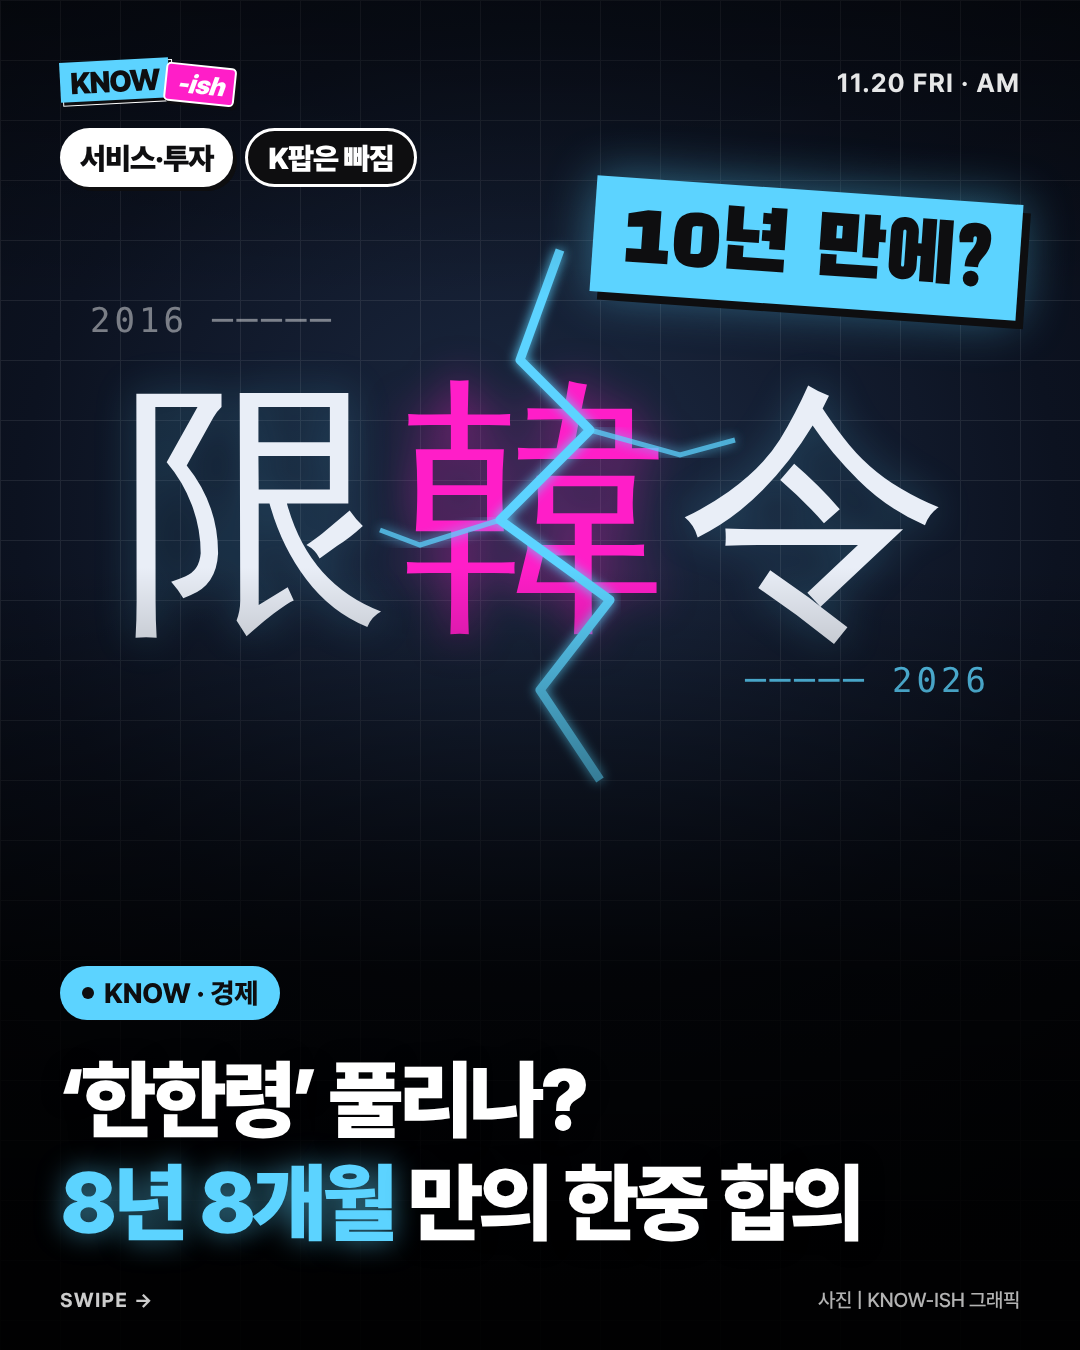 KNOW -ish
11.20 FRI · AM
서비스·투자
K팝은 빠짐
10년 만에?
2016 —————
限韓令
————— 2026
• KNOW · 경제
‘한한령’ 풀리나?
8년 8개월 만의 한중 합의
SWIPE →
사진 | KNOW-ISH 그래픽